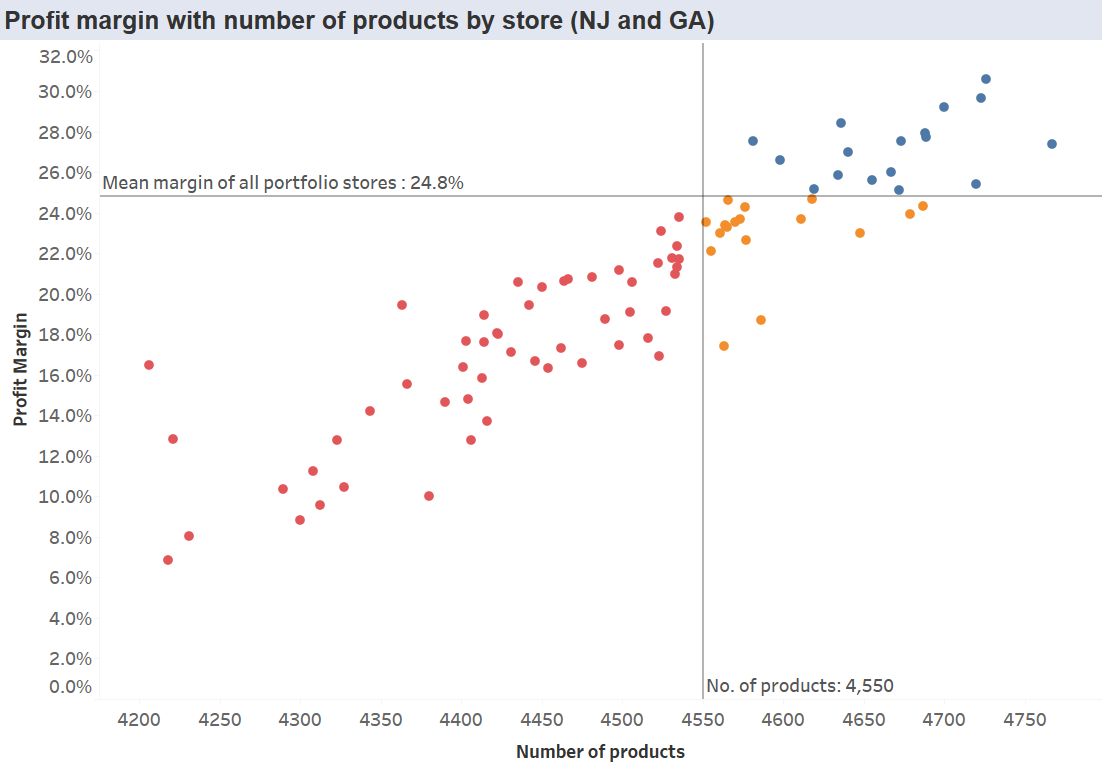 Profit margin with number of products by store (NJ and GA)
32.0%
30.0%
28.0%
26.0%
Mean margin of all portfolio stores : 24.8%
24.0%
22.0%
20.0%
18.0%
16.0%
14.0%
12.0%
10.0%
8.0%
6.0%
4.0%
2.0%
0.0%
Profit Margin
No. of products: 4,550
4200 4250 4300 4350 4400 4450 4500 4550 4600 4650 4700 4750
Number of products